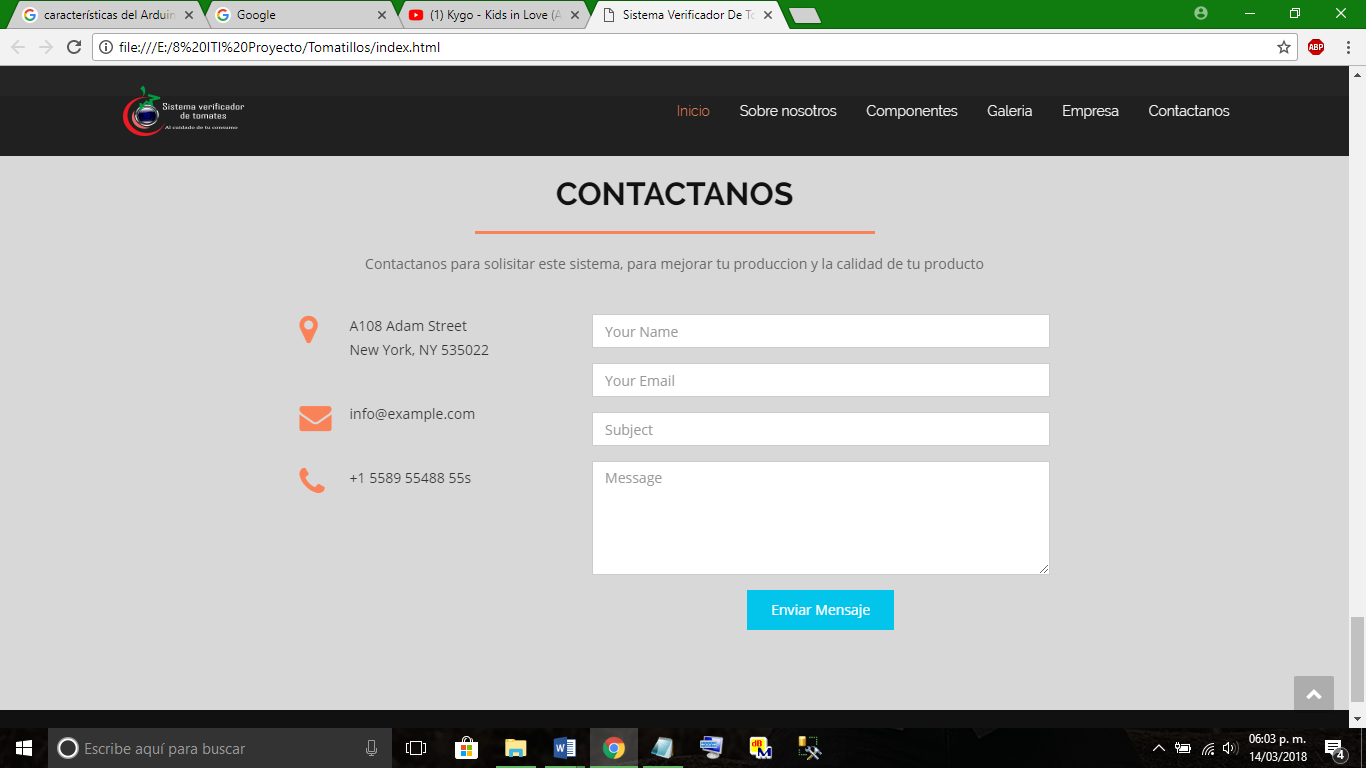 características del Arduin
Google
(1) Kygo - Kids in Love (A
Sistema Verificador De To
file:///E:/8%20ITI%20Proyecto/Tomatillos/index.html
ABP
Sistema verificador
de tomates
Al cuidado de tu consumo
Inicio
Sobre nosotros
Componentes
Galeria
Empresa
Contactanos
CONTACTANOS
Contactanos para solisitar este sistema, para mejorar tu produccion y la calidad de tu producto
A108 Adam Street
New York, NY 535022
info@example.com
+1 5589 55488 55s
Your Name
Your Email
Subject
Message
Enviar Mensaje
Escribe aquí para buscar
06:03 p. m.
14/03/2018
4